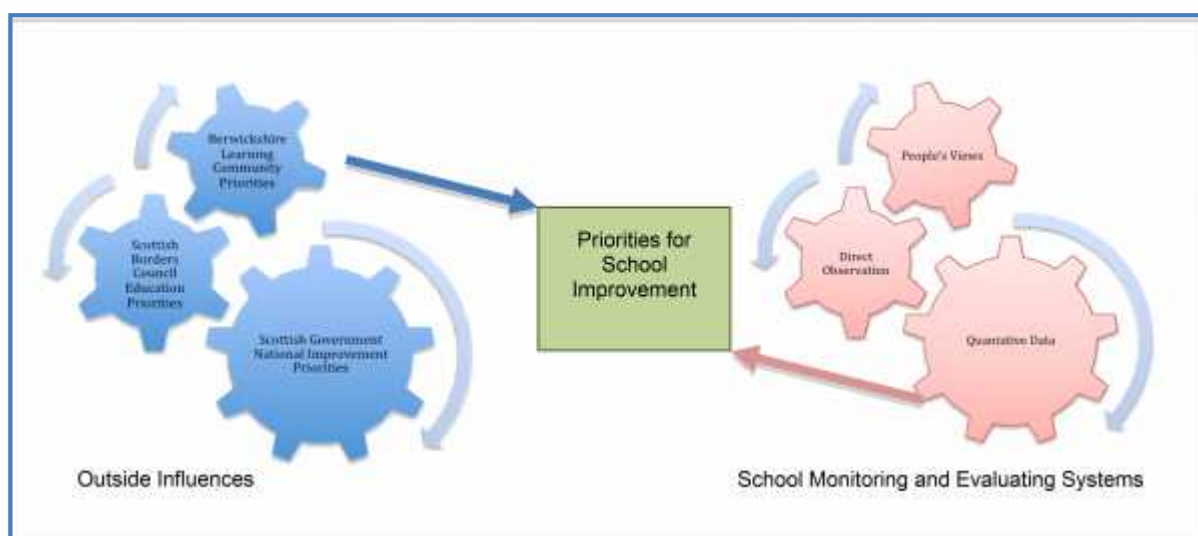 Berwickshire
Learning
Community
Priorities
Scottish
Borders
Council
Education
Priorities
Scottish Government
National Improvement
Priorities
Outside Influences
Priorities for
School
Improvement
People's Views
Direct
Observation
Quantative Data
School Monitoring and Evaluating Systems